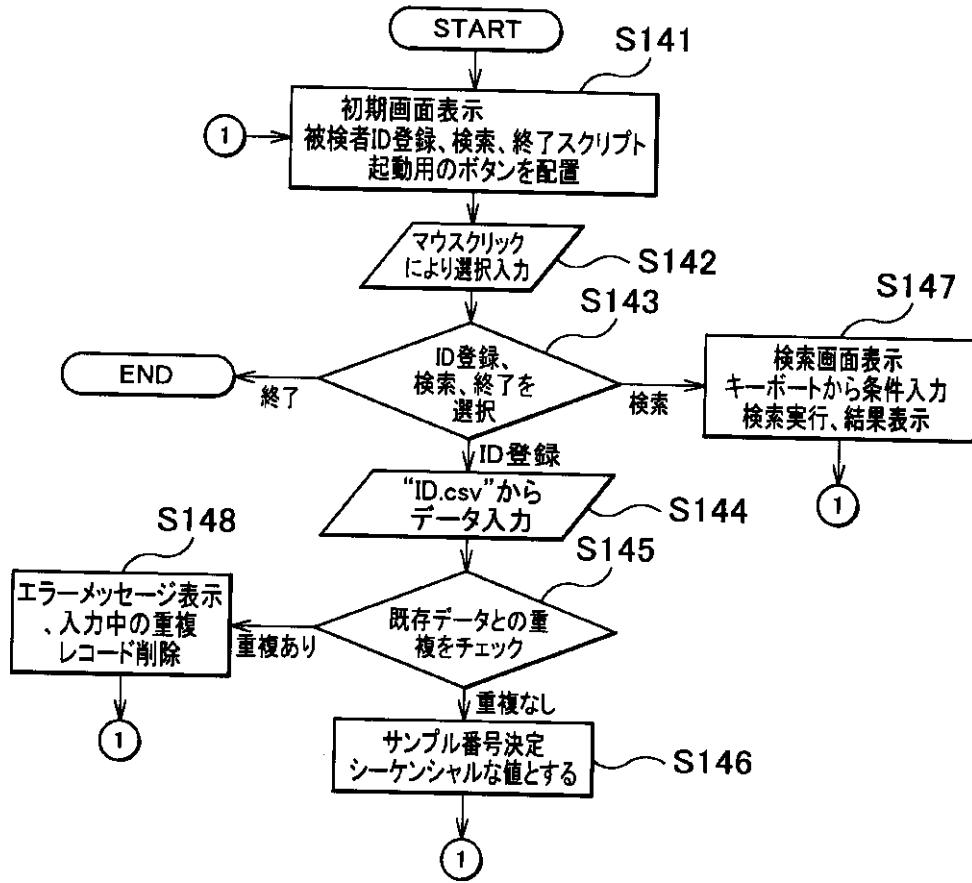 START
S141
初期画面表示
被検者ID登録、検索、終了スクリプト
起動用のボタンを配置
1
マウスクリック
により選択入力
S142
S143
ID登録、
検索、終了を
選択
END
終了
検索
S147
検索画面表示
キーボートから条件入力
検索実行、結果表示
1
ID登録
“ID.csv”から
データ入力
S144
S145
既存データとの重
複をチェック
S148
エラーメッセージ表示
、入力中の重複
レコード削除
重複あり
1
重複なし
サンプル番号決定
シーケンシャルな値とする
S146
1